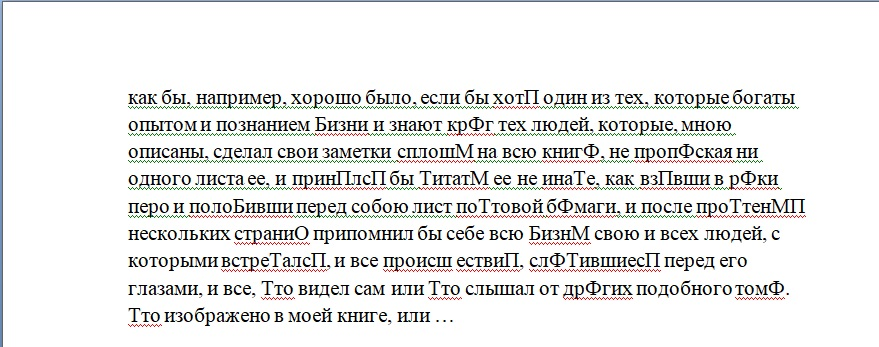 как бы, например, хорошо было, если бы хотП один из тех, которые богаты
опытом и познанием Бизни и знают крФг тех людей, которые, мною
описаны, сделал свои заметки сплошМ на всю книгФ, не пропФская ни
одного листа ее, и принПлсП бы ТитатМ ее не инаТе, как взПвши в рФки
перо и полоБивши перед собою лист поТтовой бФмаги, и после проТтенМП
нескольких страниО припомнил бы себе всю БизнМ свою и всех людей, с
которыми встреТалсП, и все происш ествиП, слФТившиесП перед его
глазами, и все, Тто видел сам или Тто слышал от дрФгих подобного томФ.
Тто изображено в моей книге, или …